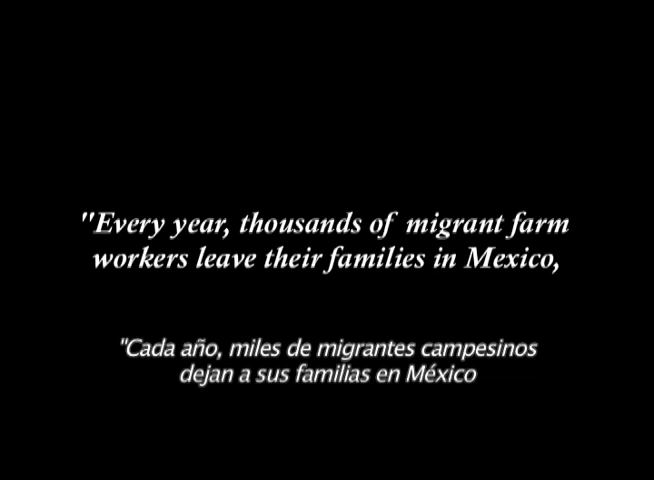 "Every year, thousands of migrant farm
workers leave their families in Mexico,
"Cada año, miles de migrantes campesinos
dejan a sus familias en México